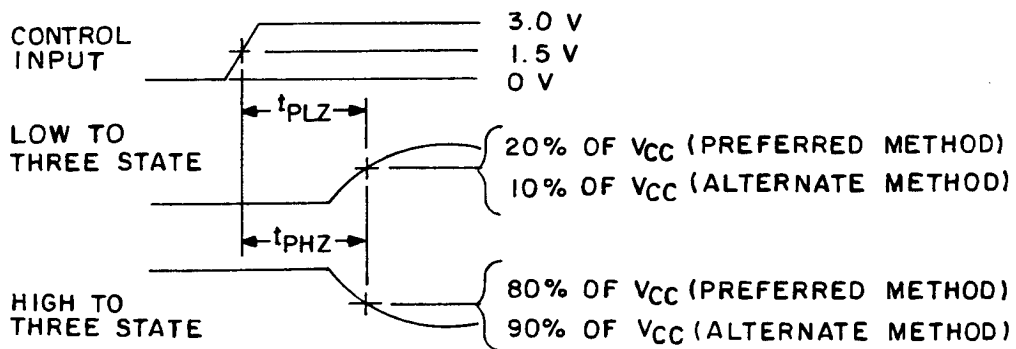 CONTROL INPUT
3.0 V
1.5 V
0 V
tPLZ
LOW TO THREE STATE
20% OF VCC (PREFERRED METHOD)
10% OF VCC (ALTERNATE METHOD)
tPHZ
HIGH TO THREE STATE
80% OF VCC (PREFERRED METHOD)
90% OF VCC (ALTERNATE METHOD)